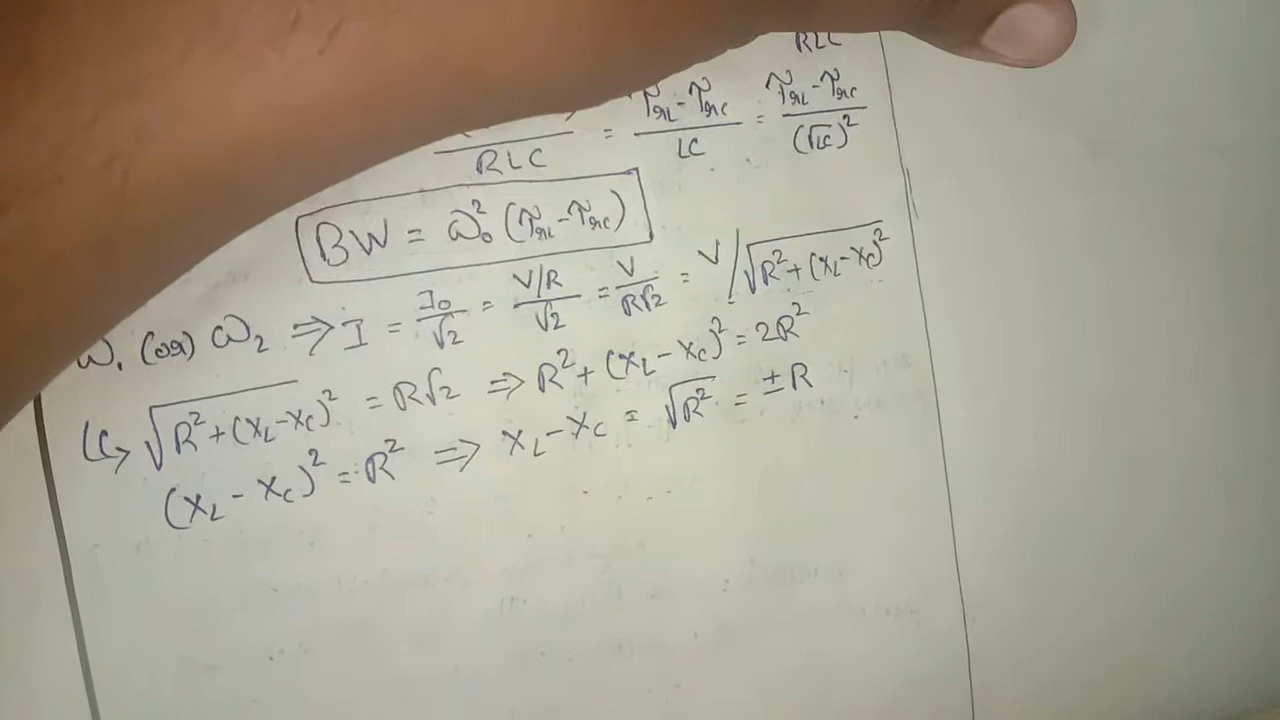 RLC
/ RLC = (τ_rL - τ_rC) / LC = (τ_rL - τ_rC) / (√LC)²
BW = ω₀² (τ_rL - τ_rC)
ω₁ (or) ω₂ ⇒ I = I₀/√2 = (V/R)/√2 = V/(R√2) = V/√(R² + (X_L - X_C)²)
↳ √(R² + (X_L - X_C)²) = R√2 ⇒ R² + (X_L - X_C)² = 2R²
(X_L - X_C)² = R² ⇒ X_L - X_C = √R² = ±R